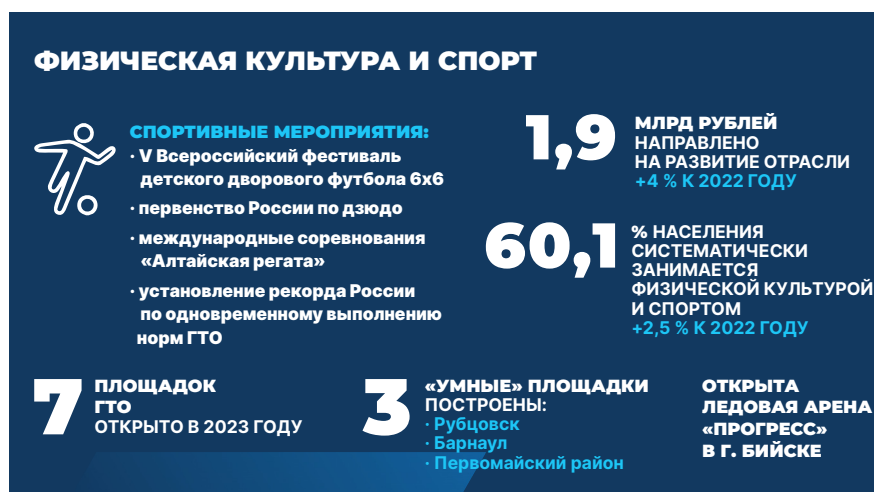 ФИЗИЧЕСКАЯ КУЛЬТУРА И СПОРТ
СПОРТИВНЫЕ МЕРОПРИЯТИЯ:
· V Всероссийский фестиваль
детского дворового футбола 6х6
· первенство России по дзюдо
· международные соревнования
«Алтайская регата»
· установление рекорда России
по одновременному выполнению
норм ГТО
1,9
МЛРД РУБЛЕЙ
НАПРАВЛЕНО
НА РАЗВИТИЕ ОТРАСЛИ
+4 % К 2022 ГОДУ
60,1
% НАСЕЛЕНИЯ
СИСТЕМАТИЧЕСКИ
ЗАНИМАЕТСЯ
ФИЗИЧЕСКОЙ КУЛЬТУРОЙ
И СПОРТОМ
+2,5 % К 2022 ГОДУ
7
ПЛОЩАДОК
ГТО
ОТКРЫТО В 2023 ГОДУ
3
«УМНЫЕ» ПЛОЩАДКИ
ПОСТРОЕНЫ:
· Рубцовск
· Барнаул
· Первомайский район
ОТКРЫТА
ЛЕДОВАЯ АРЕНА
«ПРОГРЕСС»
В Г. БИЙСКЕ